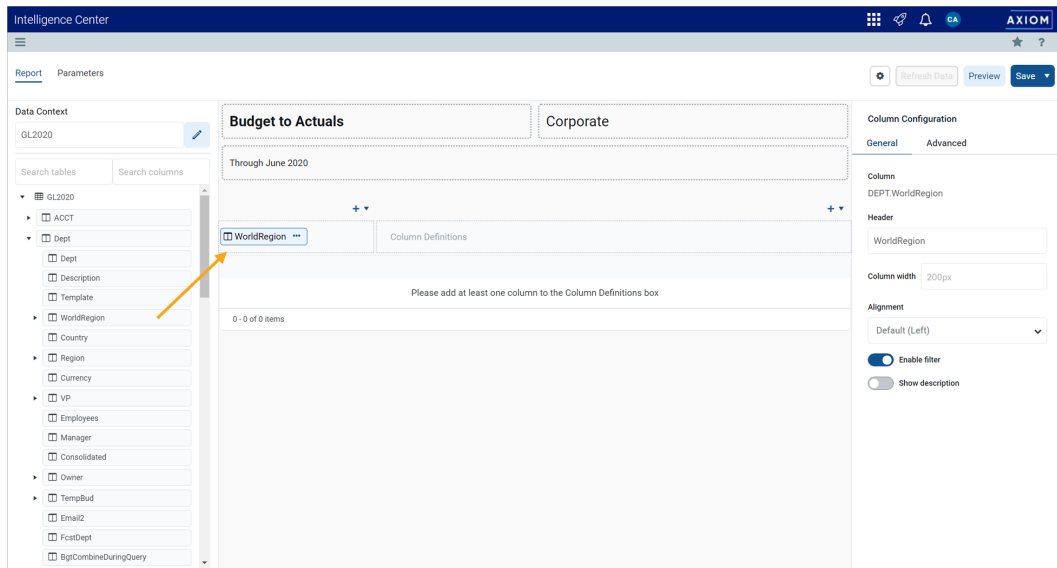 Intelligence Center
CA
AXIOM
?
Report Parameters
Refresh Data Preview Save
Data Context
GL2020
Search tables Search columns
GL2020
ACCT
Dept
Dept
Description
Template
WorldRegion
Country
Region
Currency
VP
Employees
Manager
Consolidated
Owner
TempBud
Email2
FcstDept
BgtCombineDuringQuery
Budget to Actuals
Corporate
Through June 2020
+ +
WorldRegion ••• Column Definitions
Please add at least one column to the Column Definitions box
0 - 0 of 0 items
Column Configuration
General Advanced
Column
DEPT.WorldRegion
Header
WorldRegion
Column width 200px
Alignment
Default (Left)
Enable filter
Show description